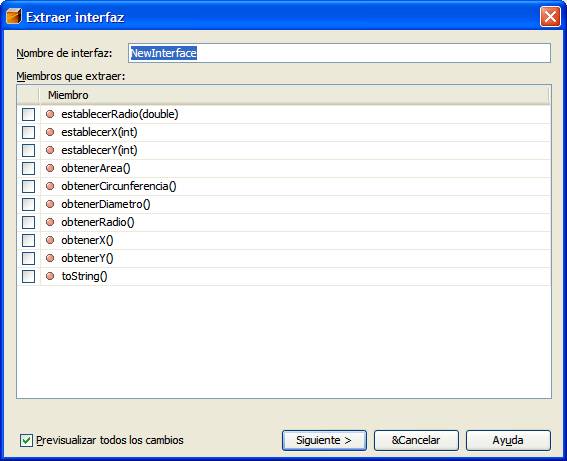 Extraer interfaz
Nombre de interfaz: NewInterface
Miembros que extraer:
Miembro
establecerRadio(double)
establecerX(int)
establecerY(int)
obtenerArea()
obtenerCircunferencia()
obtenerDiametro()
obtenerRadio()
obtenerX()
obtenerY()
toString()
Previsualizar todos los cambios Siguiente > &Cancelar Ayuda